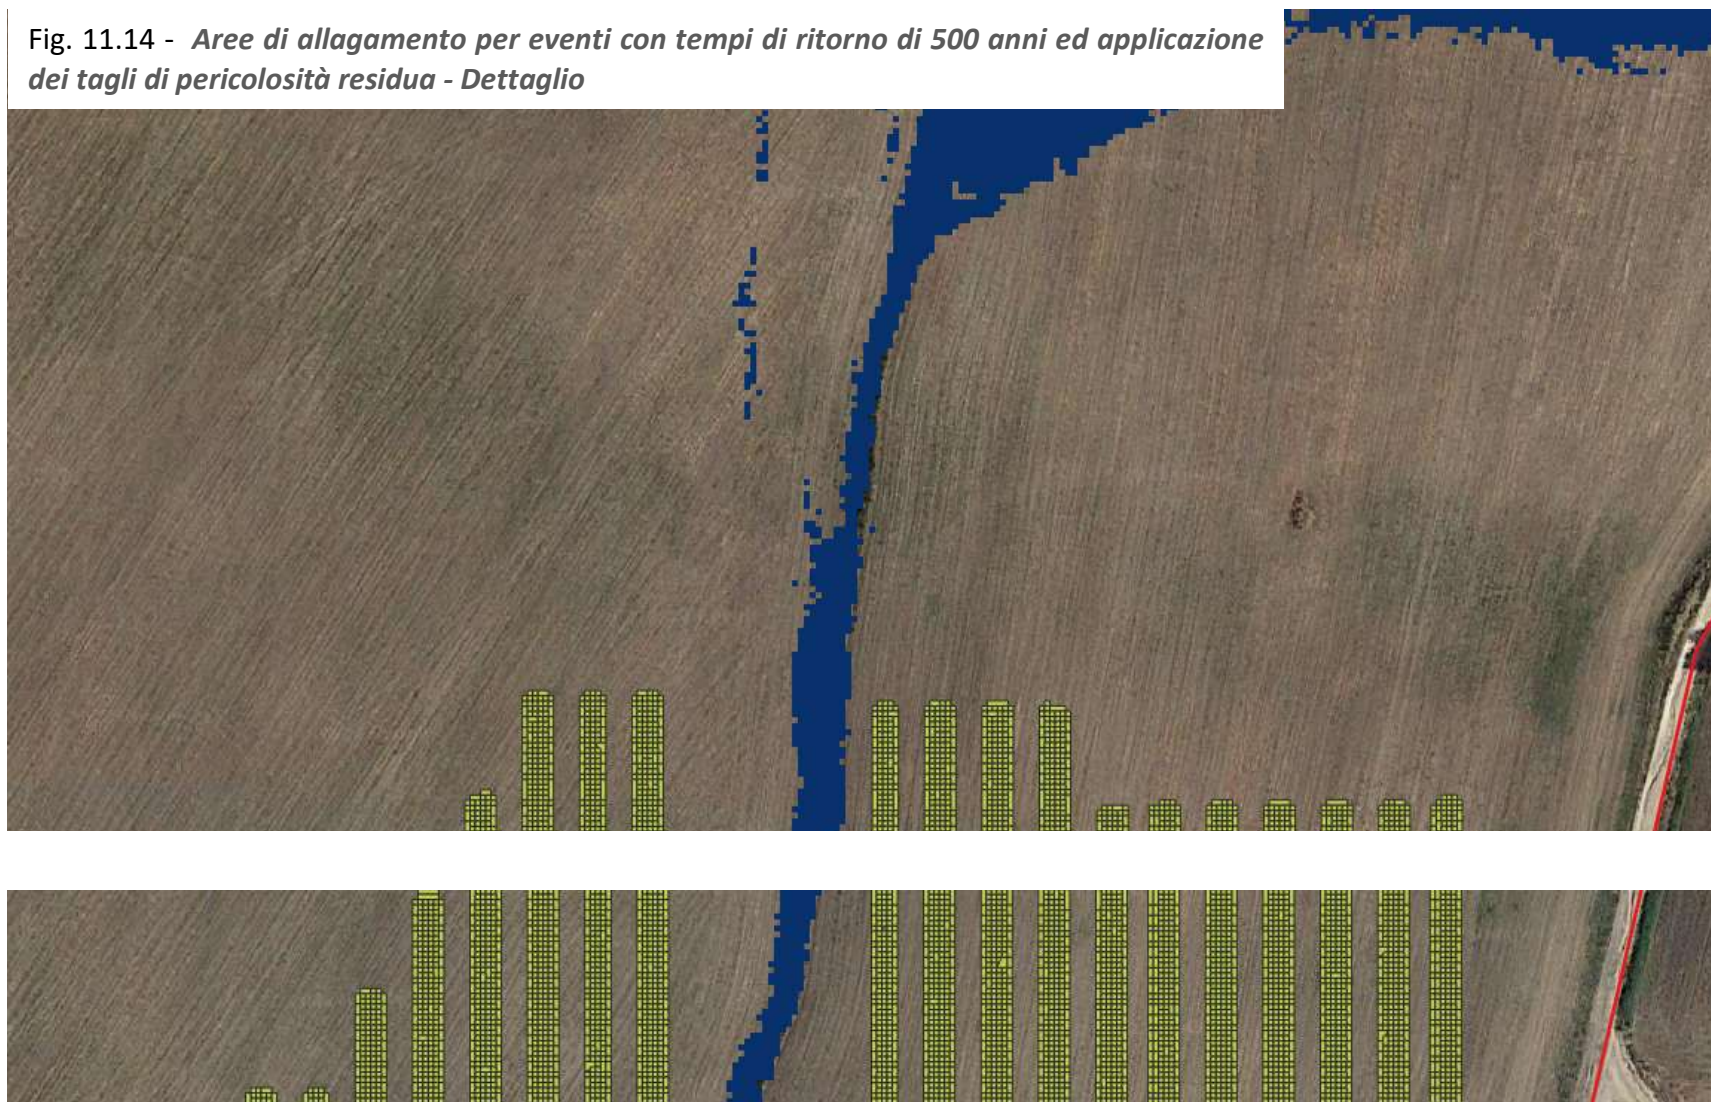 Fig. 11.14 - Aree di allagamento per eventi con tempi di ritorno di 500 anni ed applicazione
dei tagli di pericolosità residua - Dettaglio